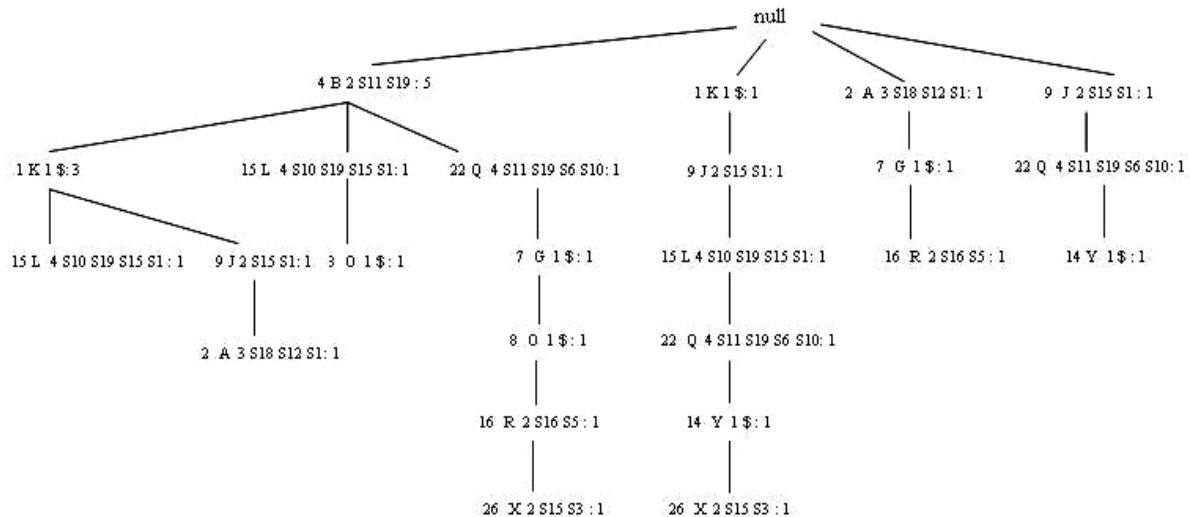 null
4 B 2 S11 S19 : 5
1 K 1 $: 1
2 A 3 S18 S12 S1: 1
9 J 2 S15 S1 : 1
1 K 1 $: 3
15 L 4 S10 S19 S15 S1: 1
22 Q 4 S11 S19 S6 S10: 1
9 J 2 S15 S1: 1
7 G 1 $ : 1
22 Q 4 S11 S19 S6 S10: 1
15 L 4 S10 S19 S15 S1 : 1
9 J 2 S15 S1: 1
3 O 1 $ : 1
7 G 1 $ : 1
15 L 4 S10 S19 S15 S1: 1
16 R 2 S16 S5 : 1
14 Y 1 $ : 1
2 A 3 S18 S12 S1: 1
8 O 1 $ : 1
22 Q 4 S11 S19 S6 S10: 1
16 R 2 S16 S5 : 1
14 Y 1 $ : 1
26 X 2 S15 S3 : 1
26 X 2 S15 S3 : 1